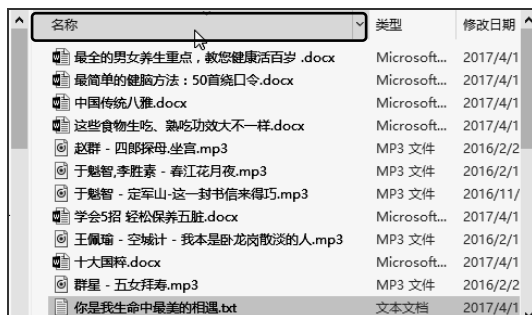 名称 类型 修改日期
最全的男女养生重点，教您健康活百岁 .docx Microsoft... 2017/4/1
最简单的健脑方法：50首绕口令.docx Microsoft... 2017/4/1
中国传统八雅.docx Microsoft... 2017/4/1
这些食物生吃、熟吃功效大不一样.docx Microsoft... 2017/4/1
赵群 - 四郎探母.坐宫.mp3 MP3 文件 2016/2/2
于魁智,李胜素 - 春江花月夜.mp3 MP3 文件 2016/2/1
于魁智 - 定军山-这一封书信来得巧.mp3 MP3 文件 2016/11/
学会5招 轻松保养五脏.docx Microsoft... 2017/4/1
王佩瑜 - 空城计 - 我本是卧龙岗散淡的人.mp3 MP3 文件 2016/2/1
十大国粹.docx Microsoft... 2017/4/1
群星 - 五女拜寿.mp3 MP3 文件 2016/2/2
你是我生命中最美的相遇.txt 文本文档 2017/4/1